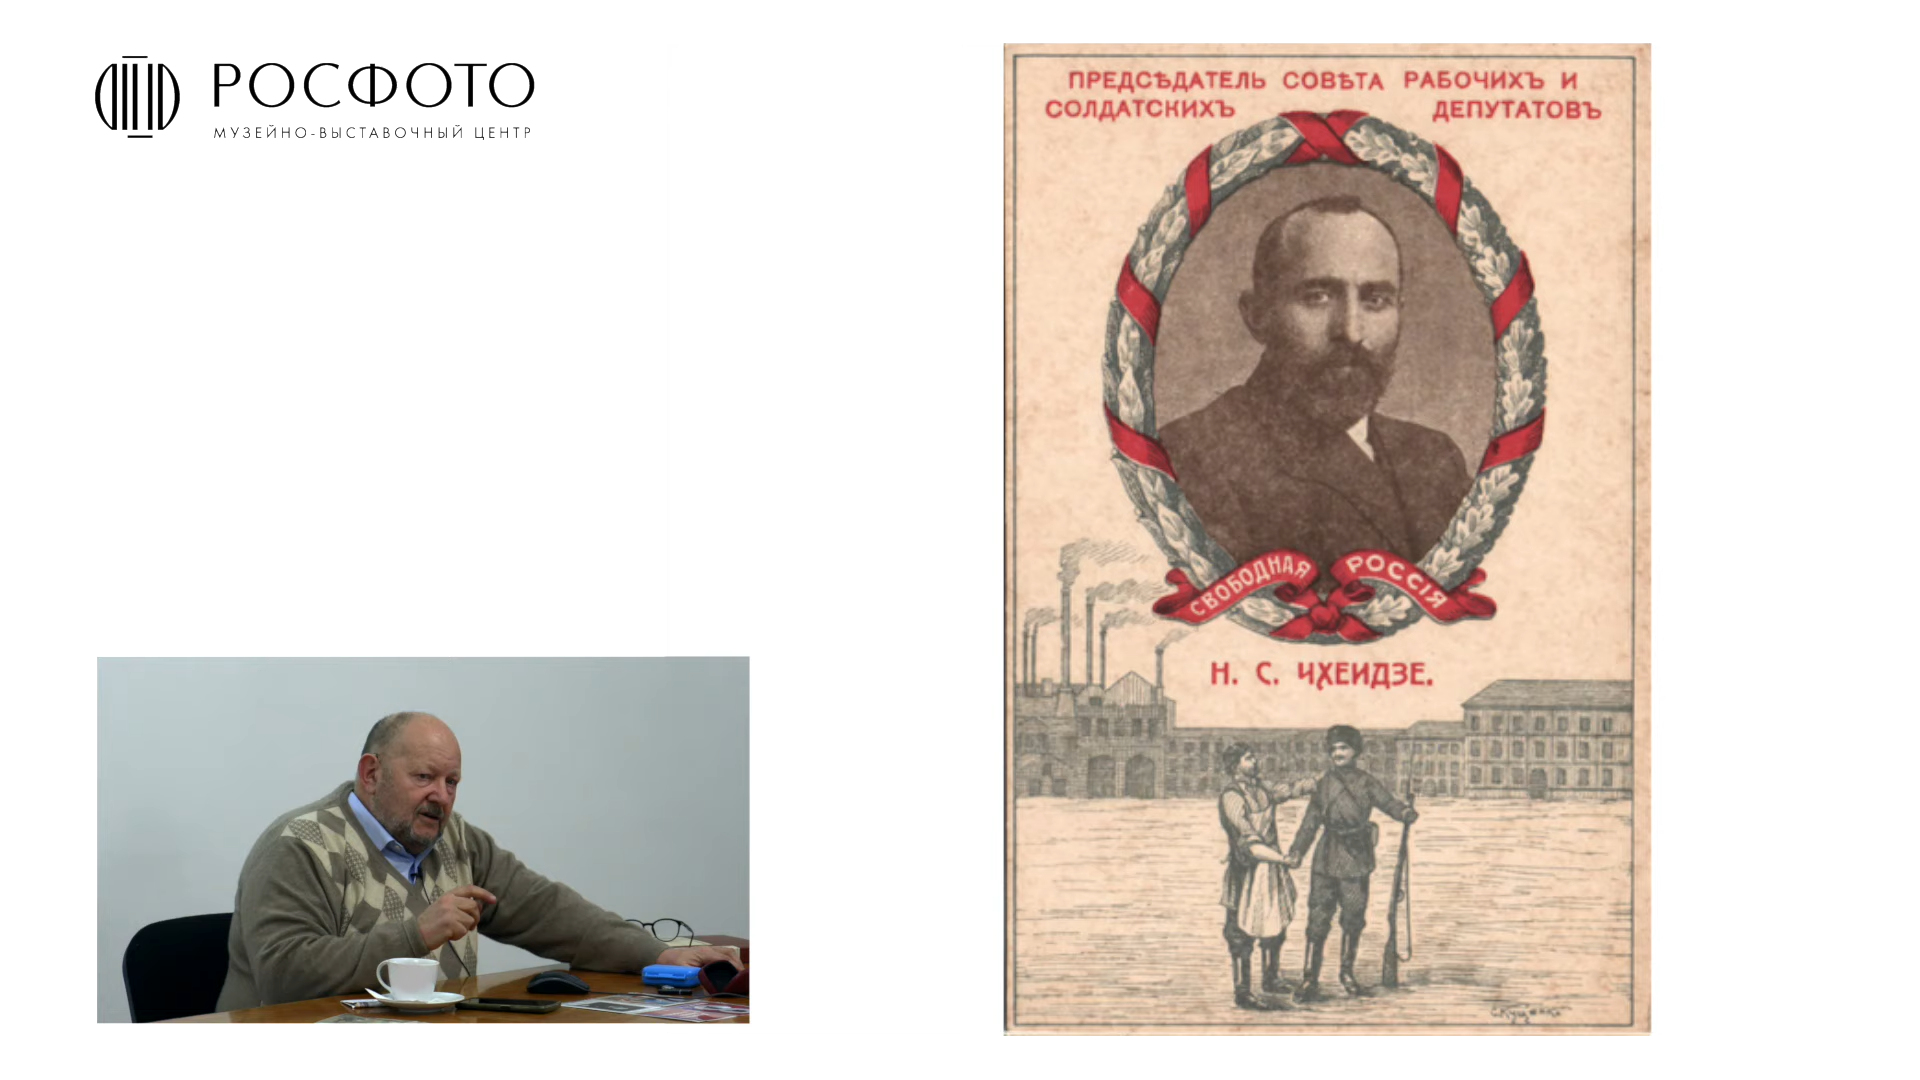 РОСФОТО
МУЗЕЙНО-ВЫСТАВОЧНЫЙ ЦЕНТР
ПРЕДСѢДАТЕЛЬ СОВѢТА РАБОЧИХЪ И
СОЛДАТСКИХЪ ДЕПУТАТОВЪ
СВОБОДНАЯ РОССІЯ
Н. С. ЧХЕИДЗЕ.